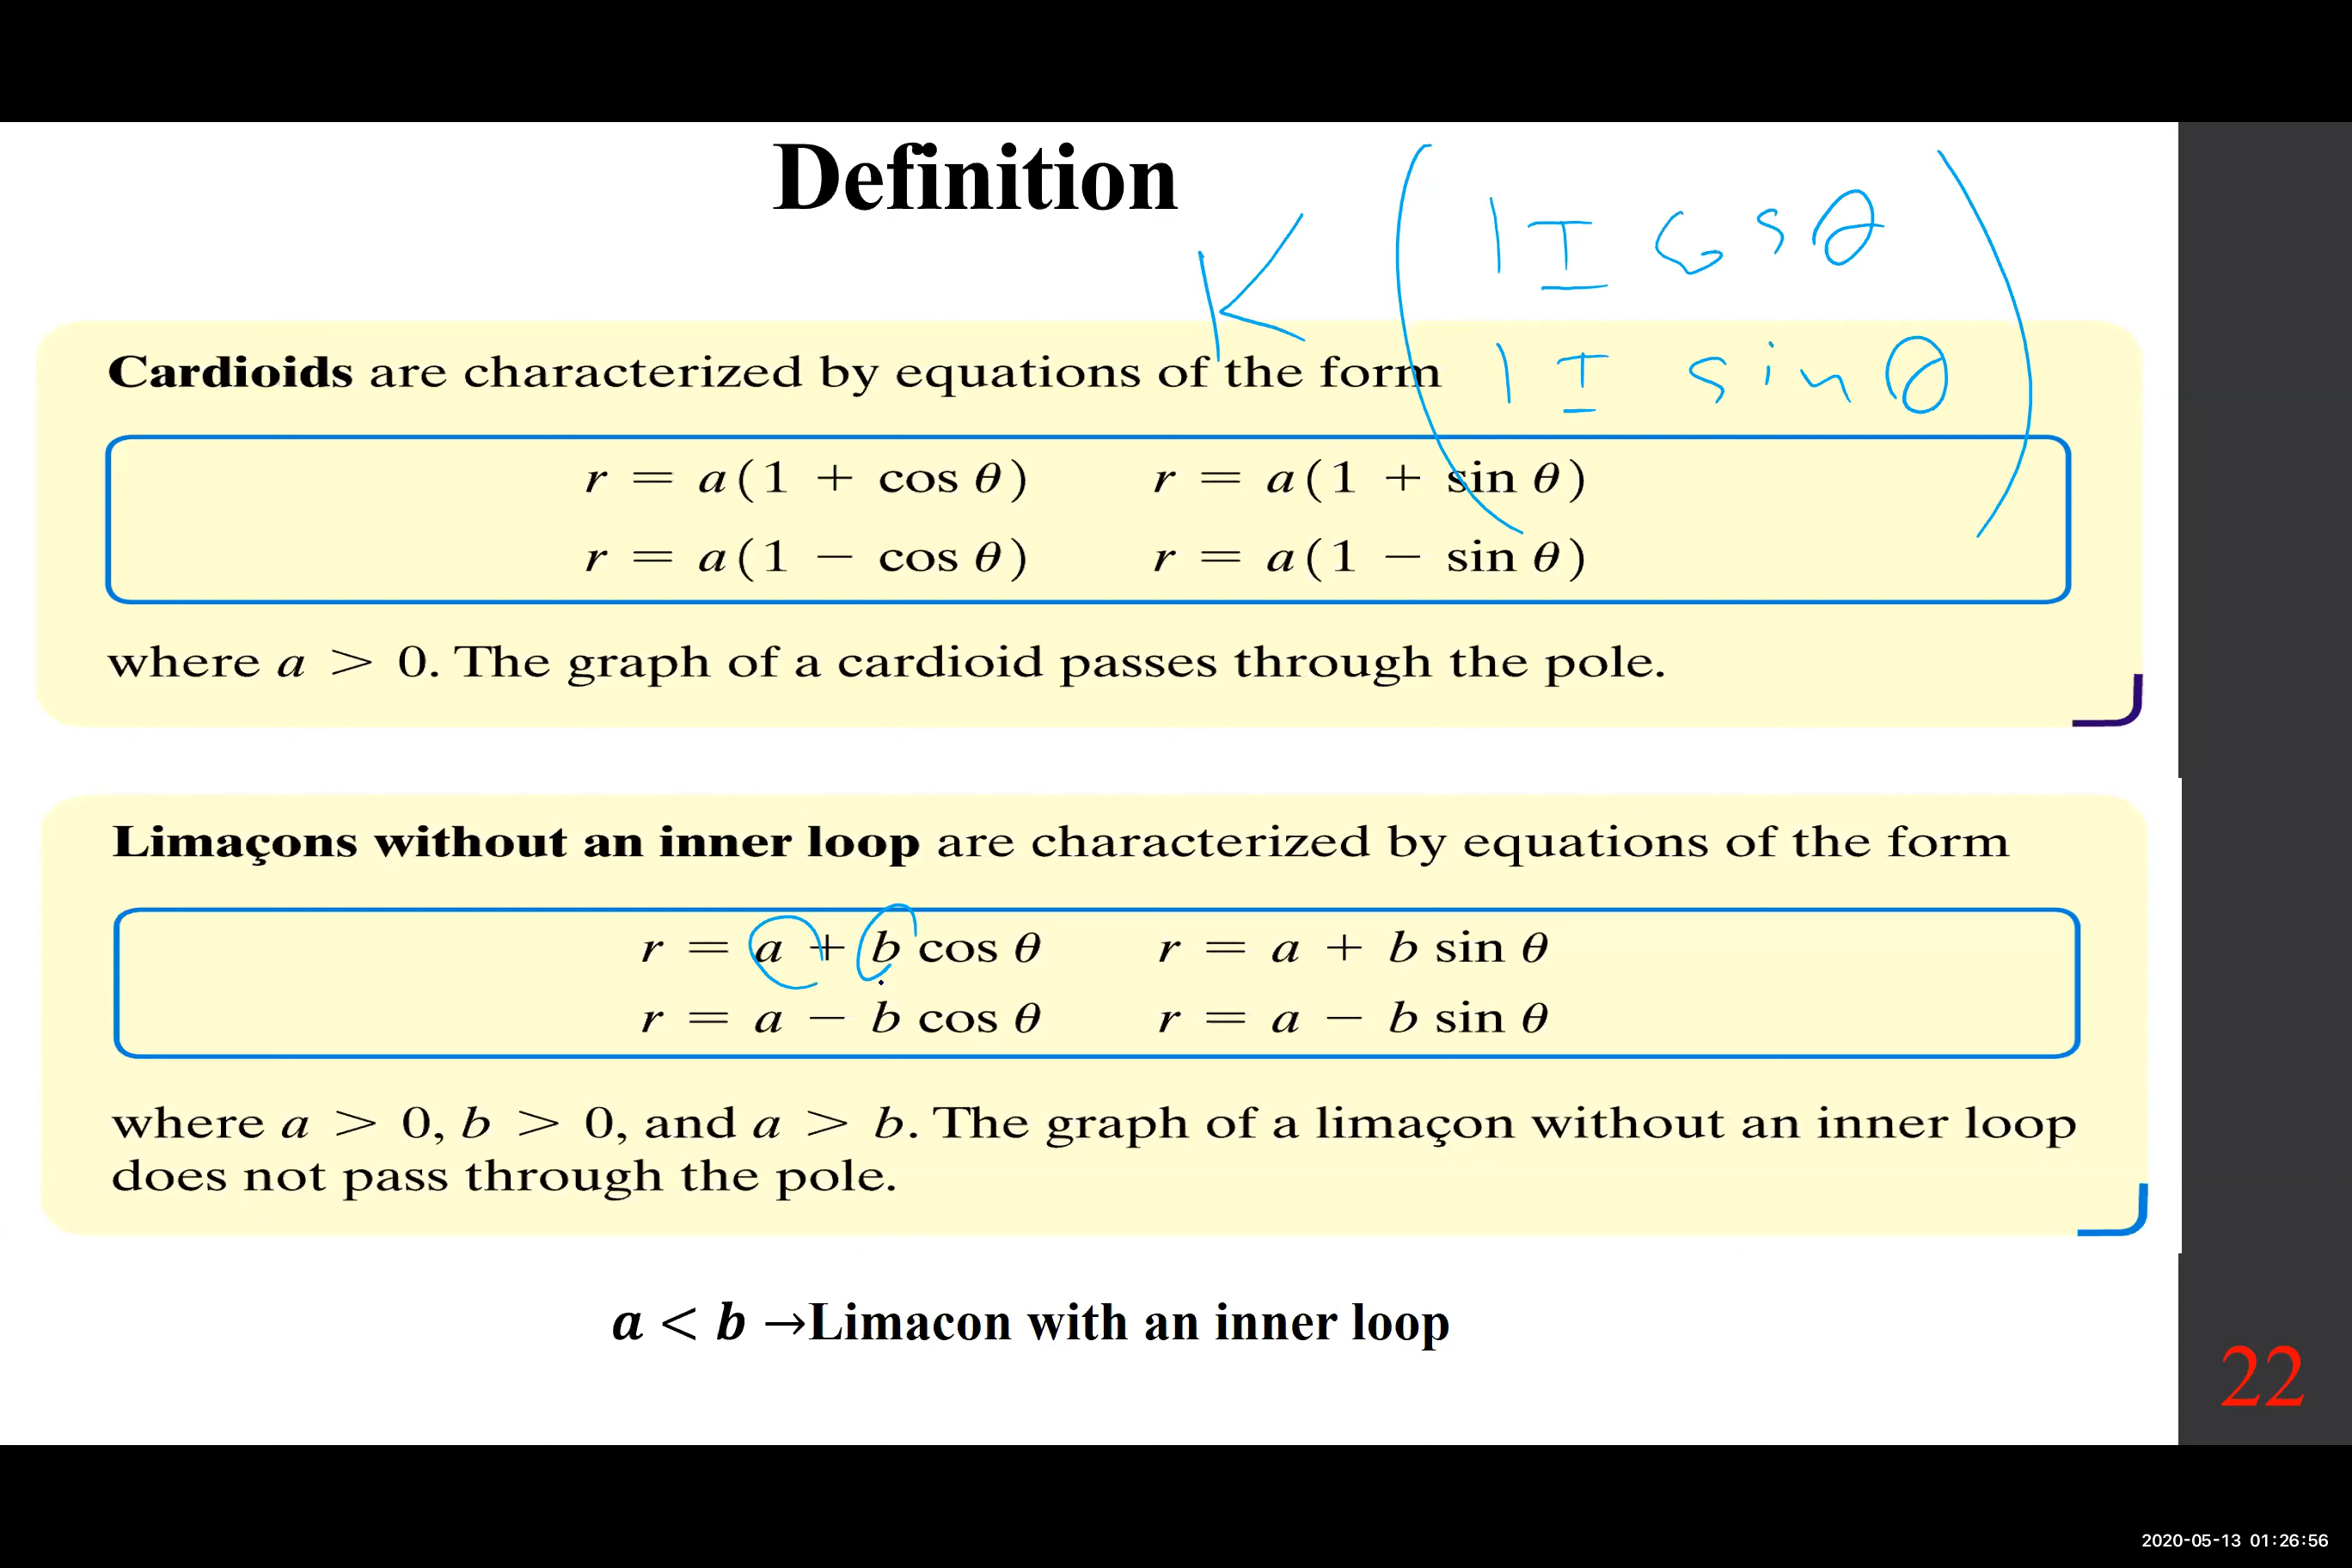 Definition
K ( 1 ± cos θ
1 ± sin θ )
Cardioids are characterized by equations of the form
r = a(1 + cos θ) r = a(1 + sin θ)
r = a(1 − cos θ) r = a(1 − sin θ)
where a > 0. The graph of a cardioid passes through the pole.
Limaçons without an inner loop are characterized by equations of the form
r = a + b cos θ r = a + b sin θ
r = a − b cos θ r = a − b sin θ
where a > 0, b > 0, and a > b. The graph of a limaçon without an inner loop
does not pass through the pole.
a < b →Limacon with an inner loop
22
2020-05-13 01:26:56